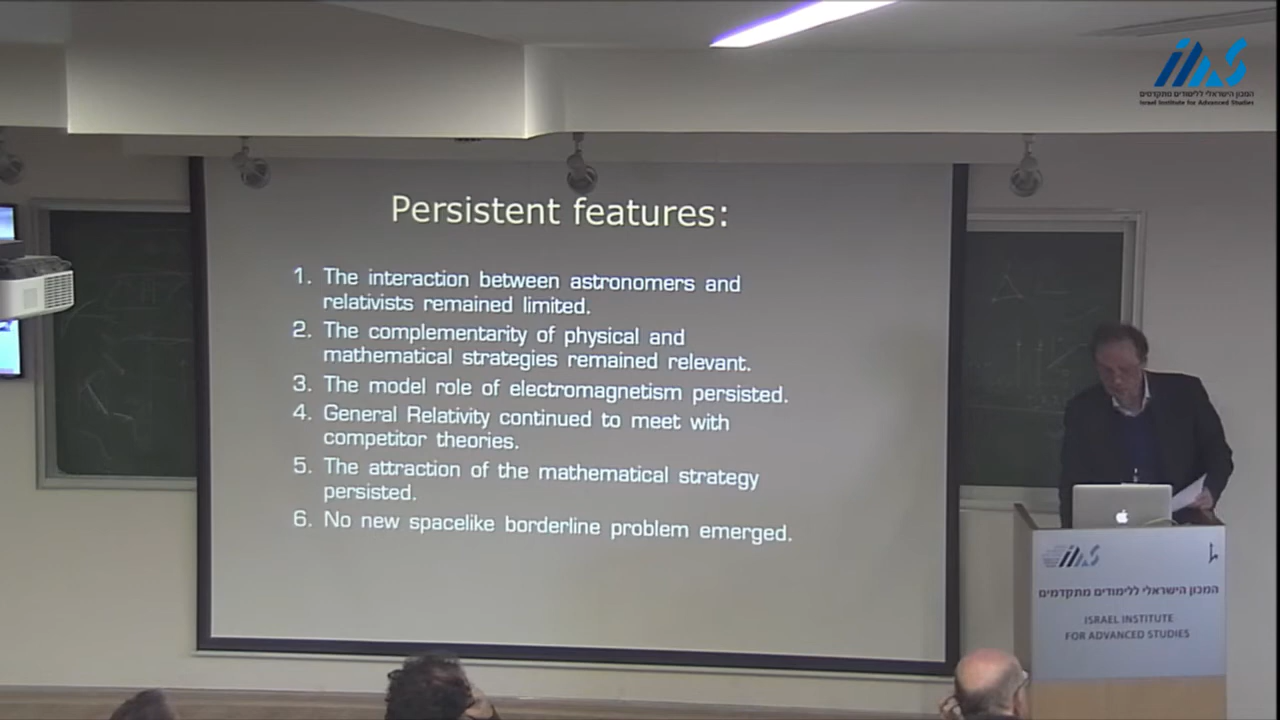 המכון הישראלי ללימודים מתקדמים
Israel Institute for Advanced Studies
Persistent features:
1. The interaction between astronomers and
relativists remained limited.
2. The complementarity of physical and
mathematical strategies remained relevant.
3. The model role of electromagnetism persisted.
4. General Relativity continued to meet with
competitor theories.
5. The attraction of the mathematical strategy
persisted.
6. No new spacelike borderline problem emerged.
המכון הישראלי ללימודים מתקדמים
ISRAEL INSTITUTE
FOR ADVANCED STUDIES